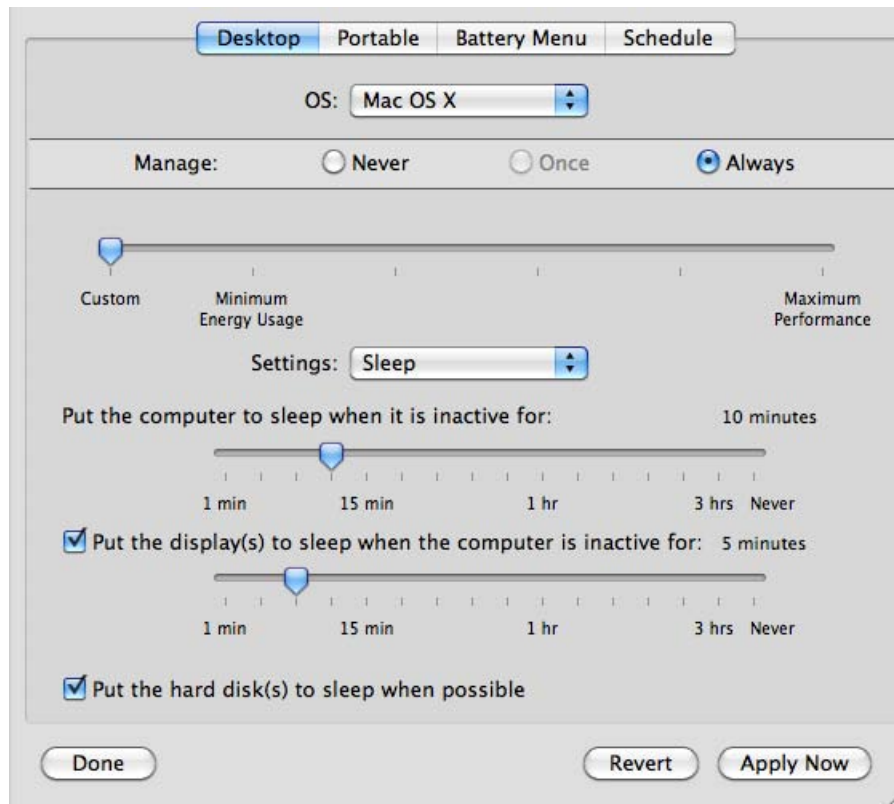 Desktop Portable Battery Menu Schedule
OS: Mac OS X
Manage: Never Once Always
Custom Minimum Energy Usage Maximum Performance
Settings: Sleep
Put the computer to sleep when it is inactive for: 10 minutes
1 min 15 min 1 hr 3 hrs Never
Put the display(s) to sleep when the computer is inactive for: 5 minutes
1 min 15 min 1 hr 3 hrs Never
Put the hard disk(s) to sleep when possible
Done Revert Apply Now